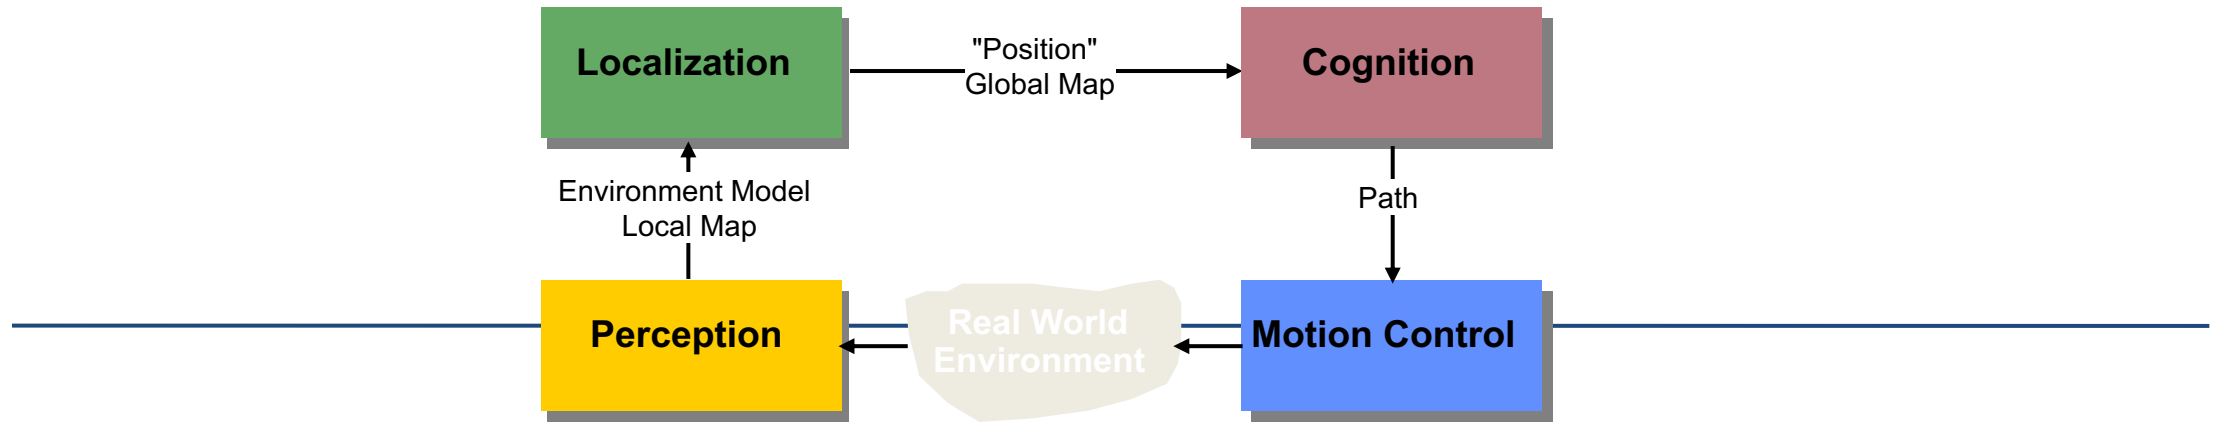 Localization
"Position"
Global Map
Cognition
Environment Model
Local Map
Path
Perception
Real World
Environment
Motion Control